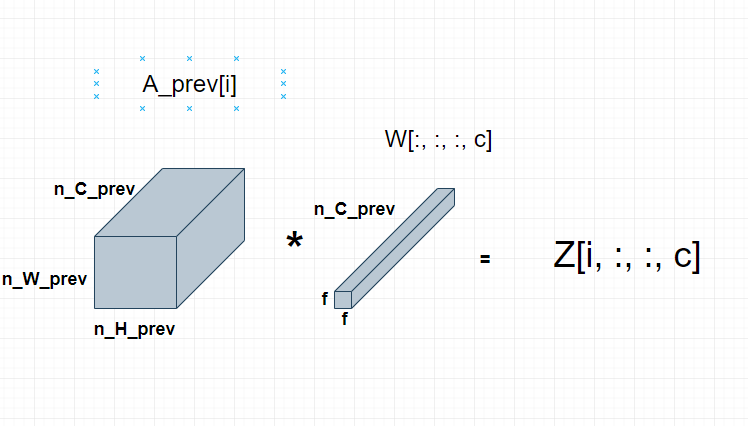 A_prev[i]
W[:, :, :, c]
n_C_prev
n_C_prev
*
=
Z[i, :, :, c]
n_W_prev
f
f
n_H_prev